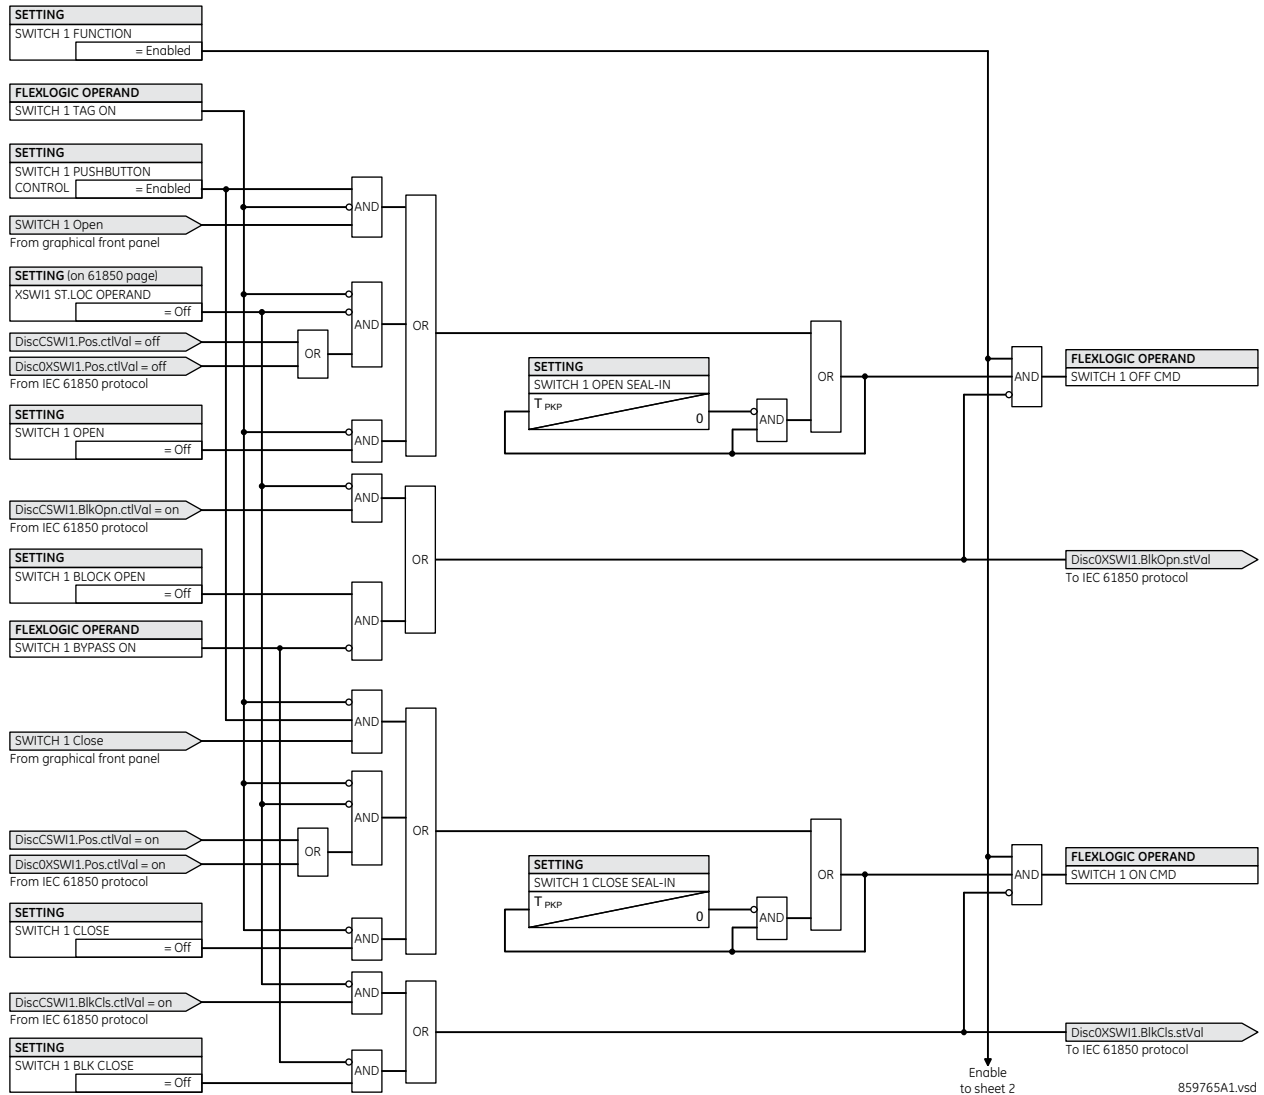 SETTING
SWITCH 1 FUNCTION
= Enabled
FLEXLOGIC OPERAND
SWITCH 1 TAG ON
SETTING
SWITCH 1 PUSHBUTTON
CONTROL = Enabled
AND
SWITCH 1 Open
From graphical front panel
SETTING (on 61850 page)
XSWI1 ST.LOC OPERAND
= Off
AND
OR
DiscCSWI1.Pos.ctlVal = off
OR
Disc0XSWI1.Pos.ctlVal = off
From IEC 61850 protocol
SETTING
SWITCH 1 OPEN SEAL-IN
T PKP
0
AND
OR
AND
FLEXLOGIC OPERAND
SWITCH 1 OFF CMD
SETTING
SWITCH 1 OPEN
= Off
AND
AND
DiscCSWI1.BlkOpn.ctlVal = on
From IEC 61850 protocol
OR
Disc0XSWI1.BlkOpn.stVal
To IEC 61850 protocol
SETTING
SWITCH 1 BLOCK OPEN
= Off
AND
FLEXLOGIC OPERAND
SWITCH 1 BYPASS ON
AND
SWITCH 1 Close
From graphical front panel
AND
OR
DiscCSWI1.Pos.ctlVal = on
OR
Disc0XSWI1.Pos.ctlVal = on
From IEC 61850 protocol
SETTING
SWITCH 1 CLOSE SEAL-IN
T PKP
0
AND
OR
AND
FLEXLOGIC OPERAND
SWITCH 1 ON CMD
SETTING
SWITCH 1 CLOSE
= Off
AND
AND
DiscCSWI1.BlkCls.ctlVal = on
From IEC 61850 protocol
OR
Disc0XSWI1.BlkCls.stVal
To IEC 61850 protocol
SETTING
SWITCH 1 BLK CLOSE
= Off
AND
Enable
to sheet 2
859765A1.vsd